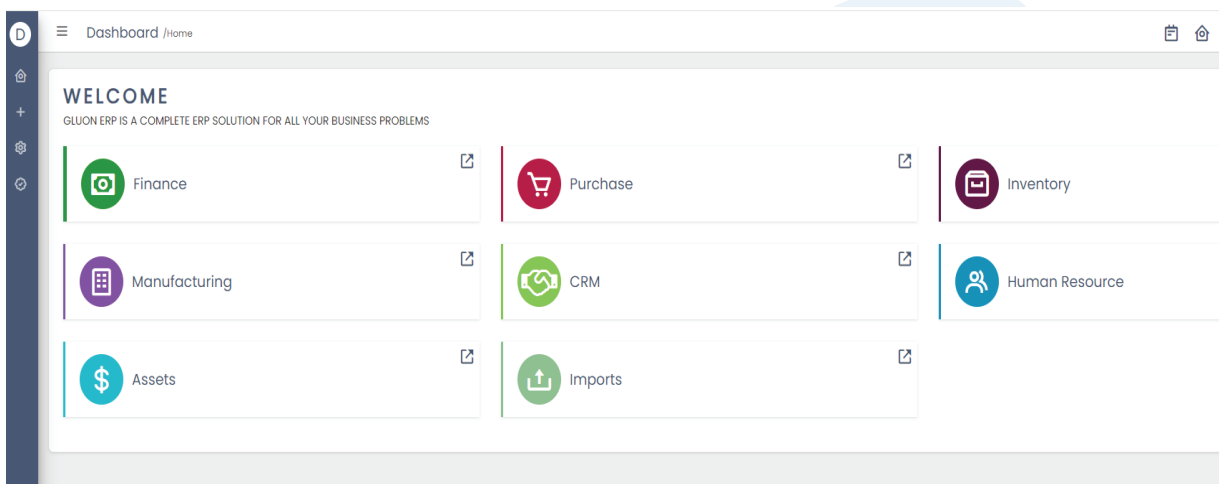 D
Dashboard /Home
WELCOME
GLUON ERP IS A COMPLETE ERP SOLUTION FOR ALL YOUR BUSINESS PROBLEMS
Finance
Purchase
Inventory
Manufacturing
CRM
Human Resource
$
Assets
Imports